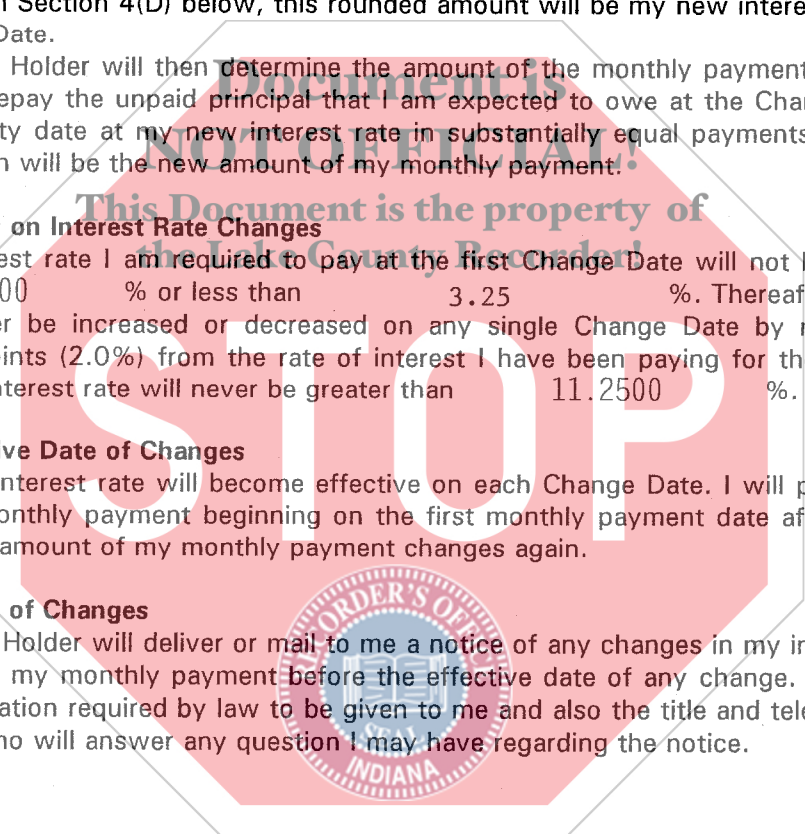 n Section 4(D) below, this rounded amount will be my new intere
Date.
Holder will then determine the amount of the monthly payment
epay the unpaid principal that I am expected to owe at the Char
ty date at my new interest rate in substantially equal payments
n will be the new amount of my monthly payment.
Document is
NOT OFFICIAL!
This Document is the property of
the Lake County Recorder!
on Interest Rate Changes
est rate I am required to pay at the first Change Date will not
00 % or less than 3.25 %. Thereaf
r be increased or decreased on any single Change Date by
ints (2.0%) from the rate of interest I have been paying for th
nterest rate will never be greater than 11.2500 %.
STOP
ive Date of Changes
nterest rate will become effective on each Change Date. I will p
onthly payment beginning on the first monthly payment date af
amount of my monthly payment changes again.
of Changes
Holder will deliver or mail to me a notice of any changes in my in
my monthly payment before the effective date of any change.
ation required by law to be given to me and also the title and tele
no will answer any question I may have regarding the notice.
RECORDER'S OFFICE
SEAL
INDIANA